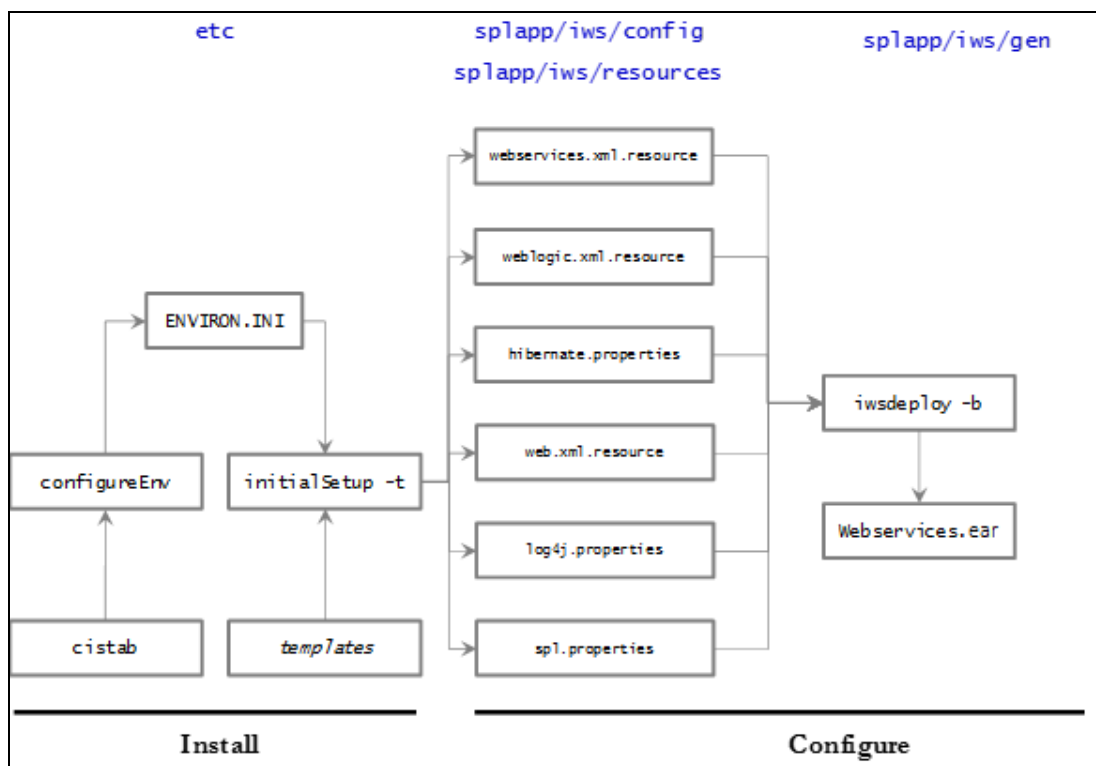 etc
splapp/iws/config
splapp/iws/resources
splapp/iws/gen
webservices.xml.resource
weblogic.xml.resource
ENVIRON.INI
hibernate.properties
iwsdeploy -b
configureEnv
initialSetup -t
web.xml.resource
Webservices.ear
log4j.properties
cistab
templates
spl.properties
Install
Configure